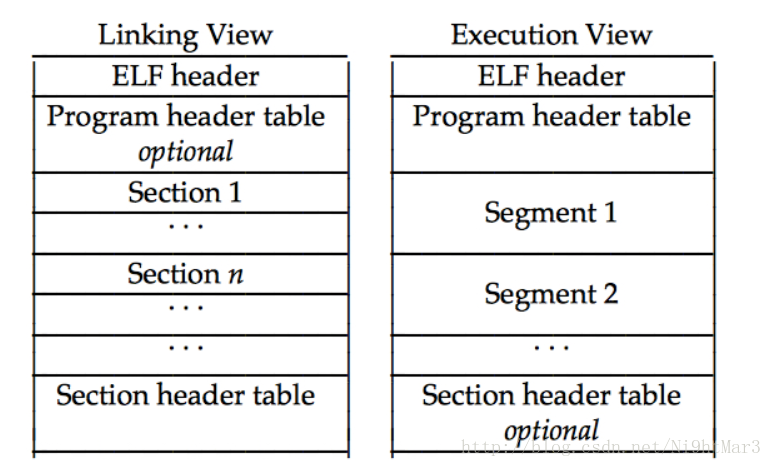 Linking View
ELF header
Program header table
optional
Section 1
. . .
Section n
. . .
. . .
Section header table
Execution View
ELF header
Program header table
Segment 1
Segment 2
. . .
Section header table
optional
http://blog.csdn.net/Ni9htMar3